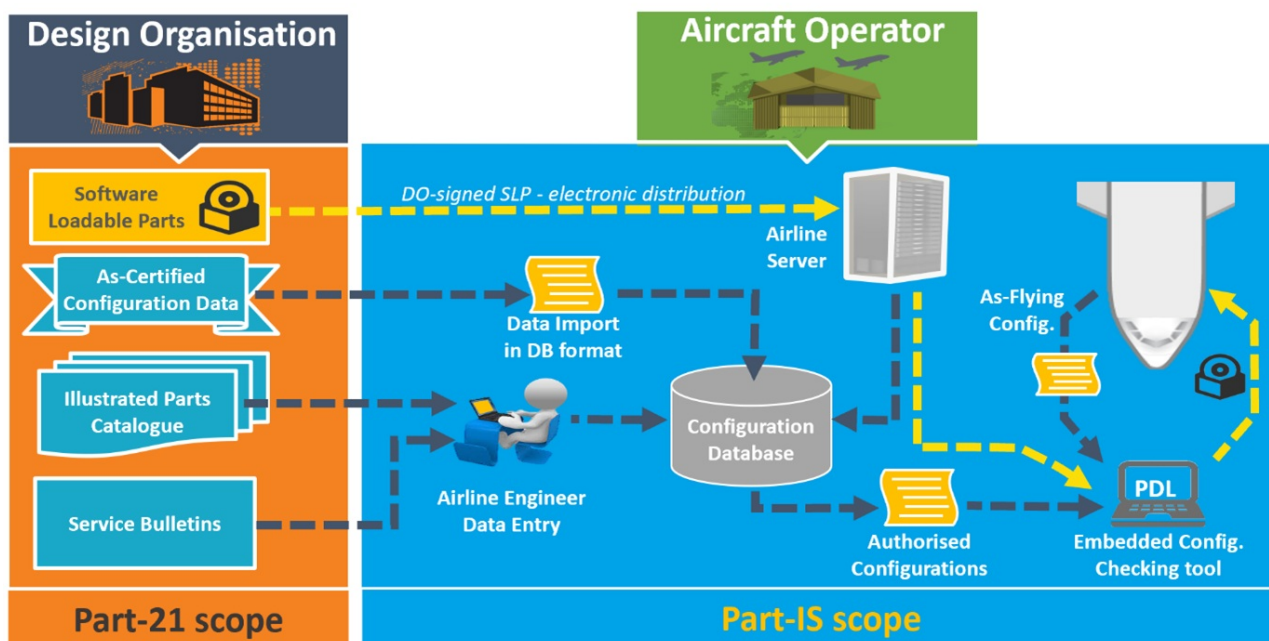 Design Organisation
Aircraft Operator
Software
Loadable Parts
DO-signed SLP - electronic distribution
Airline
Server
As-Certified
Configuration Data
Data Import
in DB format
As-Flying
Config.
Illustrated Parts
Catalogue
Configuration
Database
Airline Engineer
Data Entry
PDL
Service Bulletins
Authorised
Configurations
Embedded Config.
Checking tool
Part-21 scope
Part-IS scope